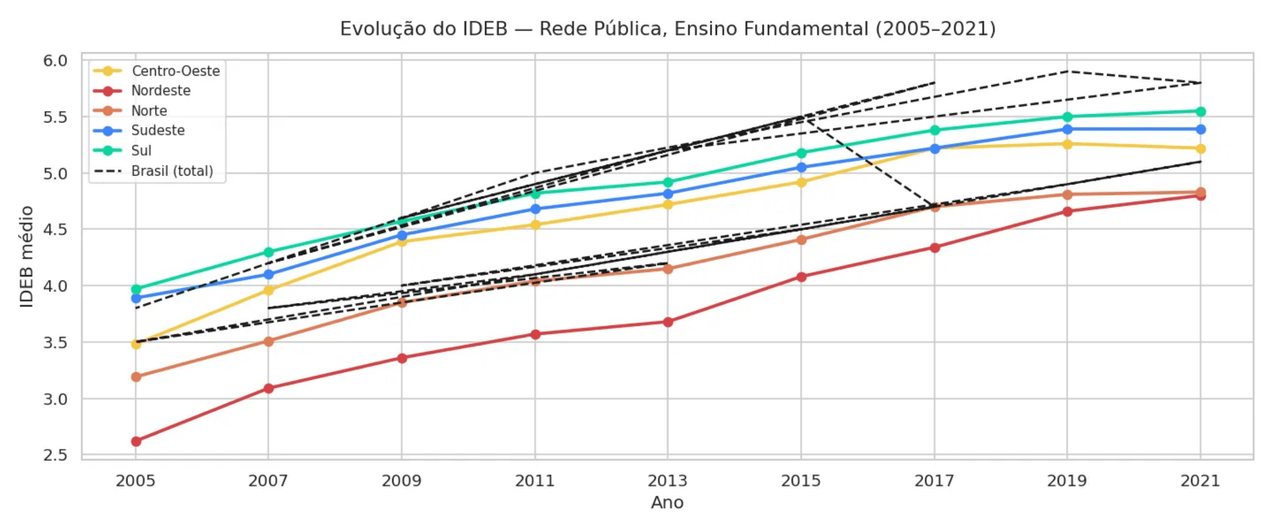 Evolução do IDEB — Rede Pública, Ensino Fundamental (2005–2021)
6.0
5.5
5.0
4.5
4.0
3.5
3.0
2.5
IDEB médio
Centro-Oeste
Nordeste
Norte
Sudeste
Sul
Brasil (total)
2005 2007 2009 2011 2013 2015 2017 2019 2021
Ano